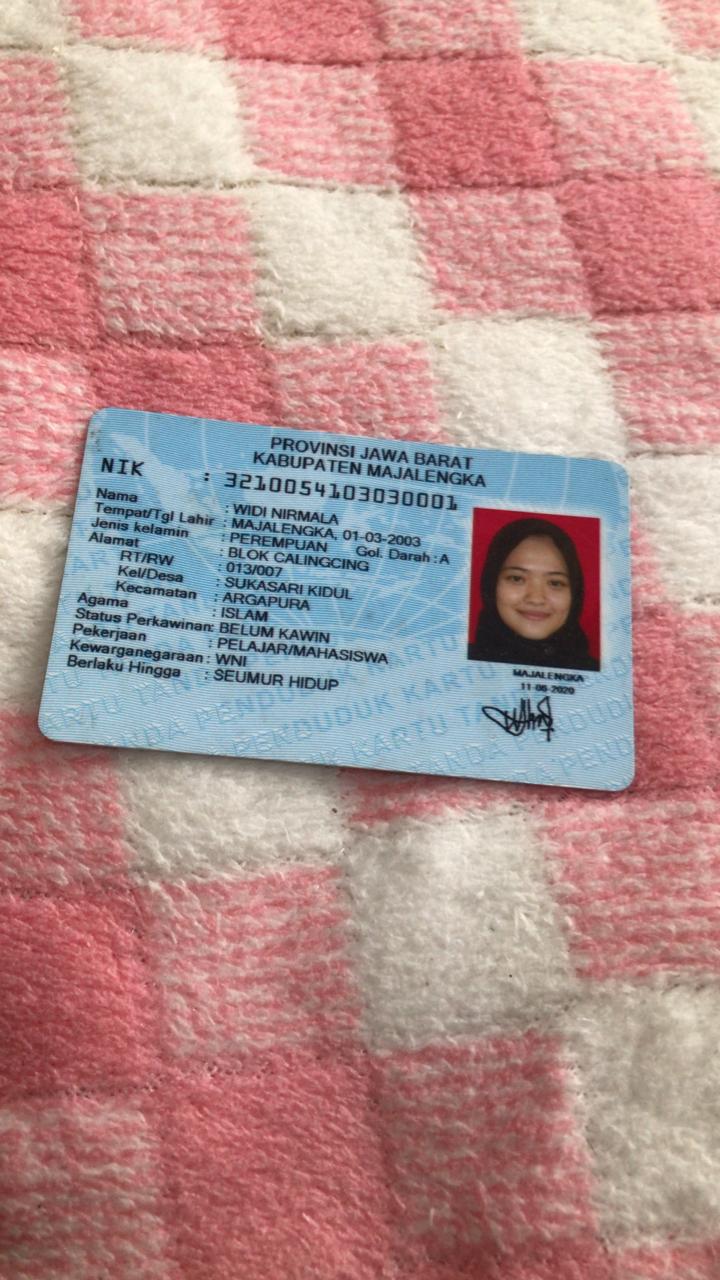 PROVINSI JAWA BARAT
KABUPATEN MAJALENGKA
NIK : 3210054103030001
Nama : WIDI NIRMALA
Tempat/Tgl Lahir : MAJALENGKA, 01-03-2003
Jenis kelamin : PEREMPUAN Gol. Darah : A
Alamat : BLOK CALINGCING
RT/RW : 013/007
Kel/Desa : SUKASARI KIDUL
Kecamatan : ARGAPURA
Agama : ISLAM
Status Perkawinan: BELUM KAWIN
Pekerjaan : PELAJAR/MAHASISWA
Kewarganegaraan : WNI
Berlaku Hingga : SEUMUR HIDUP
MAJALENGKA
11-06-2020
KARTU TANDA PENDUDUK KARTU TANDA PENDUDUK